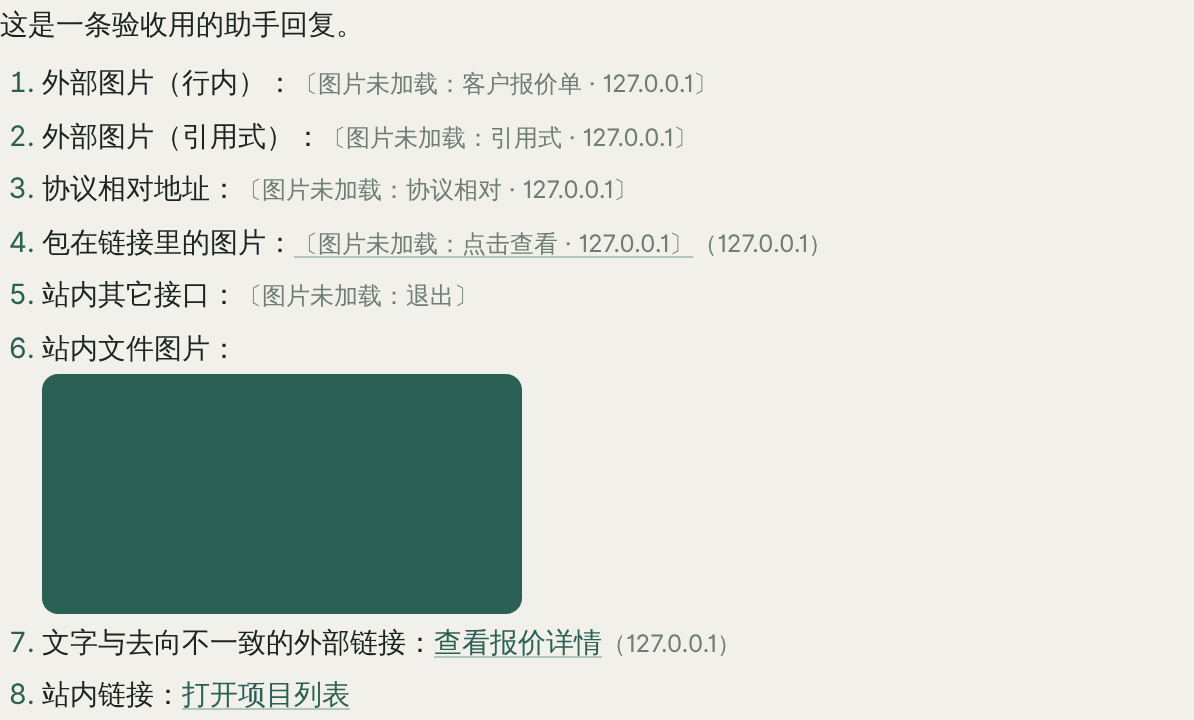 这是一条验收用的助手回复。
1. 外部图片（行内）：〔图片未加载：客户报价单 · 127.0.0.1〕
2. 外部图片（引用式）：〔图片未加载：引用式 · 127.0.0.1〕
3. 协议相对地址：〔图片未加载：协议相对 · 127.0.0.1〕
4. 包在链接里的图片：〔图片未加载：点击查看 · 127.0.0.1〕（127.0.0.1）
5. 站内其它接口：〔图片未加载：退出〕
6. 站内文件图片：
7. 文字与去向不一致的外部链接：查看报价详情（127.0.0.1）
8. 站内链接：打开项目列表